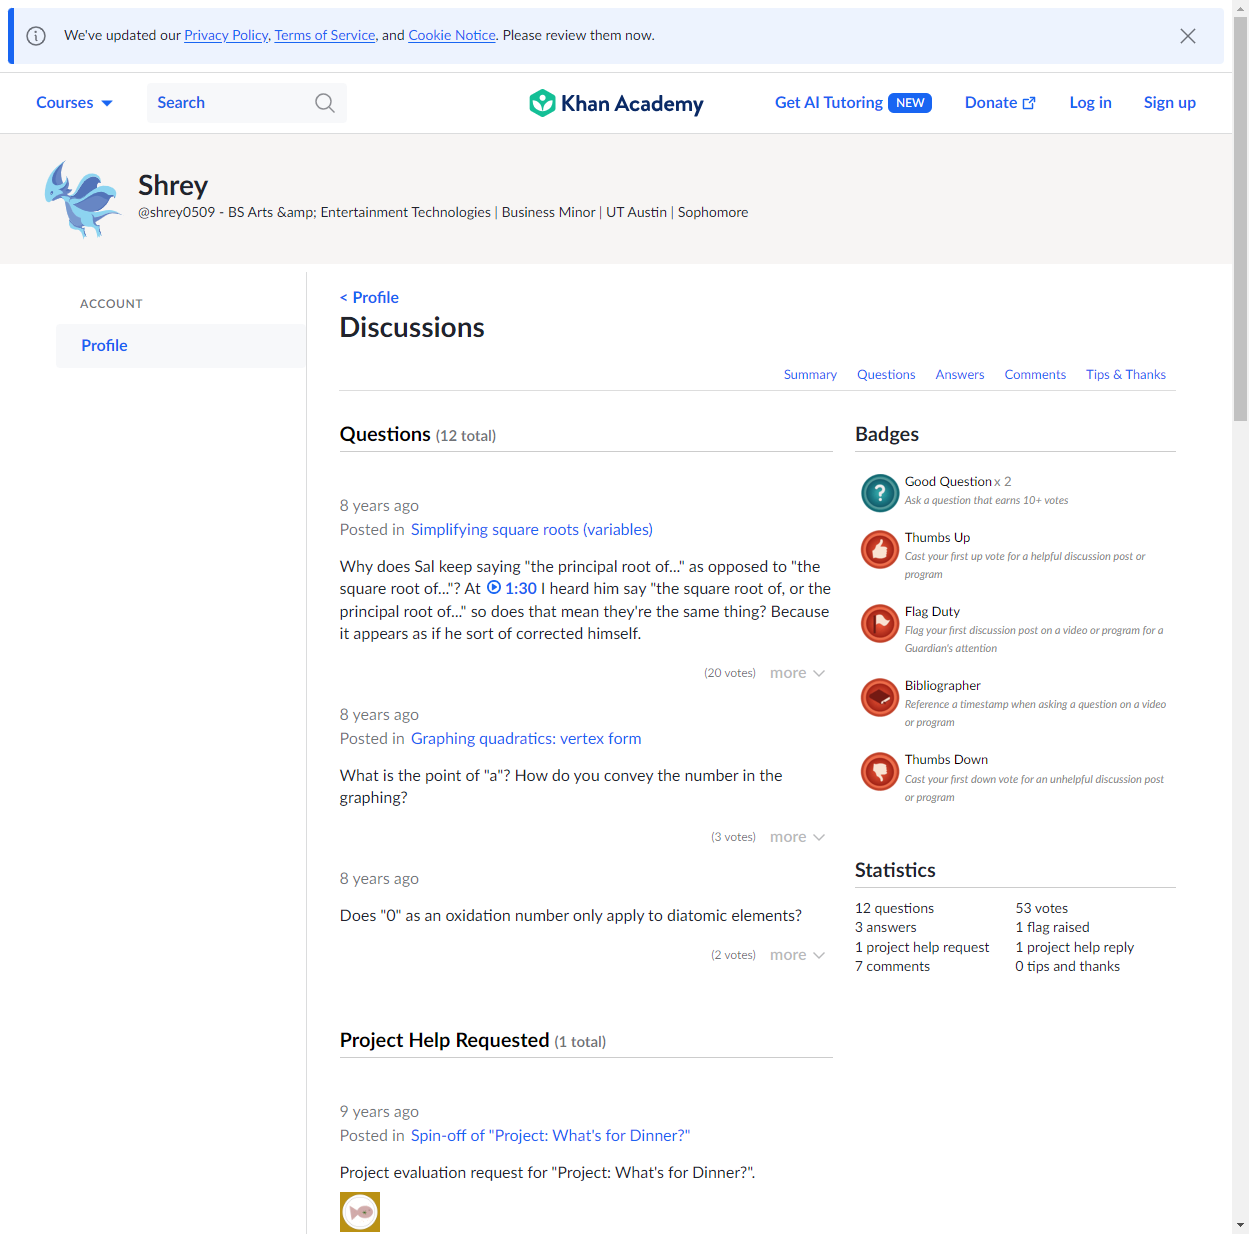 We've updated our Privacy Policy, Terms of Service, and Cookie Notice. Please review them now.
Courses
Search
Khan Academy
Get AI Tutoring NEW
Donate
Log in
Sign up
Shrey
@shrey0509 - BS Arts &amp; Entertainment Technologies | Business Minor | UT Austin | Sophomore
ACCOUNT
Profile
< Profile
Discussions
Summary
Questions
Answers
Comments
Tips & Thanks
Questions (12 total)
8 years ago
Posted in Simplifying square roots (variables)
Why does Sal keep saying "the principal root of..." as opposed to "the
square root of..."? At 1:30 I heard him say "the square root of, or the
principal root of..." so does that mean they're the same thing? Because
it appears as if he sort of corrected himself.
(20 votes) more
8 years ago
Posted in Graphing quadratics: vertex form
What is the point of "a"? How do you convey the number in the
graphing?
(3 votes) more
8 years ago
Does "0" as an oxidation number only apply to diatomic elements?
(2 votes) more
Project Help Requested (1 total)
9 years ago
Posted in Spin-off of "Project: What's for Dinner?"
Project evaluation request for "Project: What's for Dinner?".
Badges
Good Question x 2
Ask a question that earns 10+ votes
Thumbs Up
Cast your first up vote for a helpful discussion post or
program
Flag Duty
Flag your first discussion post on a video or program for a
Guardian's attention
Bibliographer
Reference a timestamp when asking a question on a video
or program
Thumbs Down
Cast your first down vote for an unhelpful discussion post
or program
Statistics
12 questions
3 answers
1 project help request
7 comments
53 votes
1 flag raised
1 project help reply
0 tips and thanks